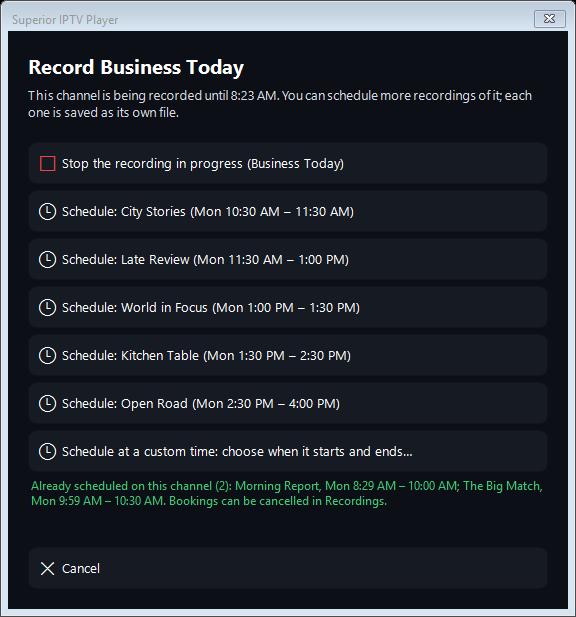 Superior IPTV Player
Record Business Today
This channel is being recorded until 8:23 AM. You can schedule more recordings of it; each
one is saved as its own file.
Stop the recording in progress (Business Today)
Schedule: City Stories (Mon 10:30 AM – 11:30 AM)
Schedule: Late Review (Mon 11:30 AM – 1:00 PM)
Schedule: World in Focus (Mon 1:00 PM – 1:30 PM)
Schedule: Kitchen Table (Mon 1:30 PM – 2:30 PM)
Schedule: Open Road (Mon 2:30 PM – 4:00 PM)
Schedule at a custom time: choose when it starts and ends...
Already scheduled on this channel (2): Morning Report, Mon 8:29 AM – 10:00 AM; The Big Match,
Mon 9:59 AM – 10:30 AM. Bookings can be cancelled in Recordings.
Cancel